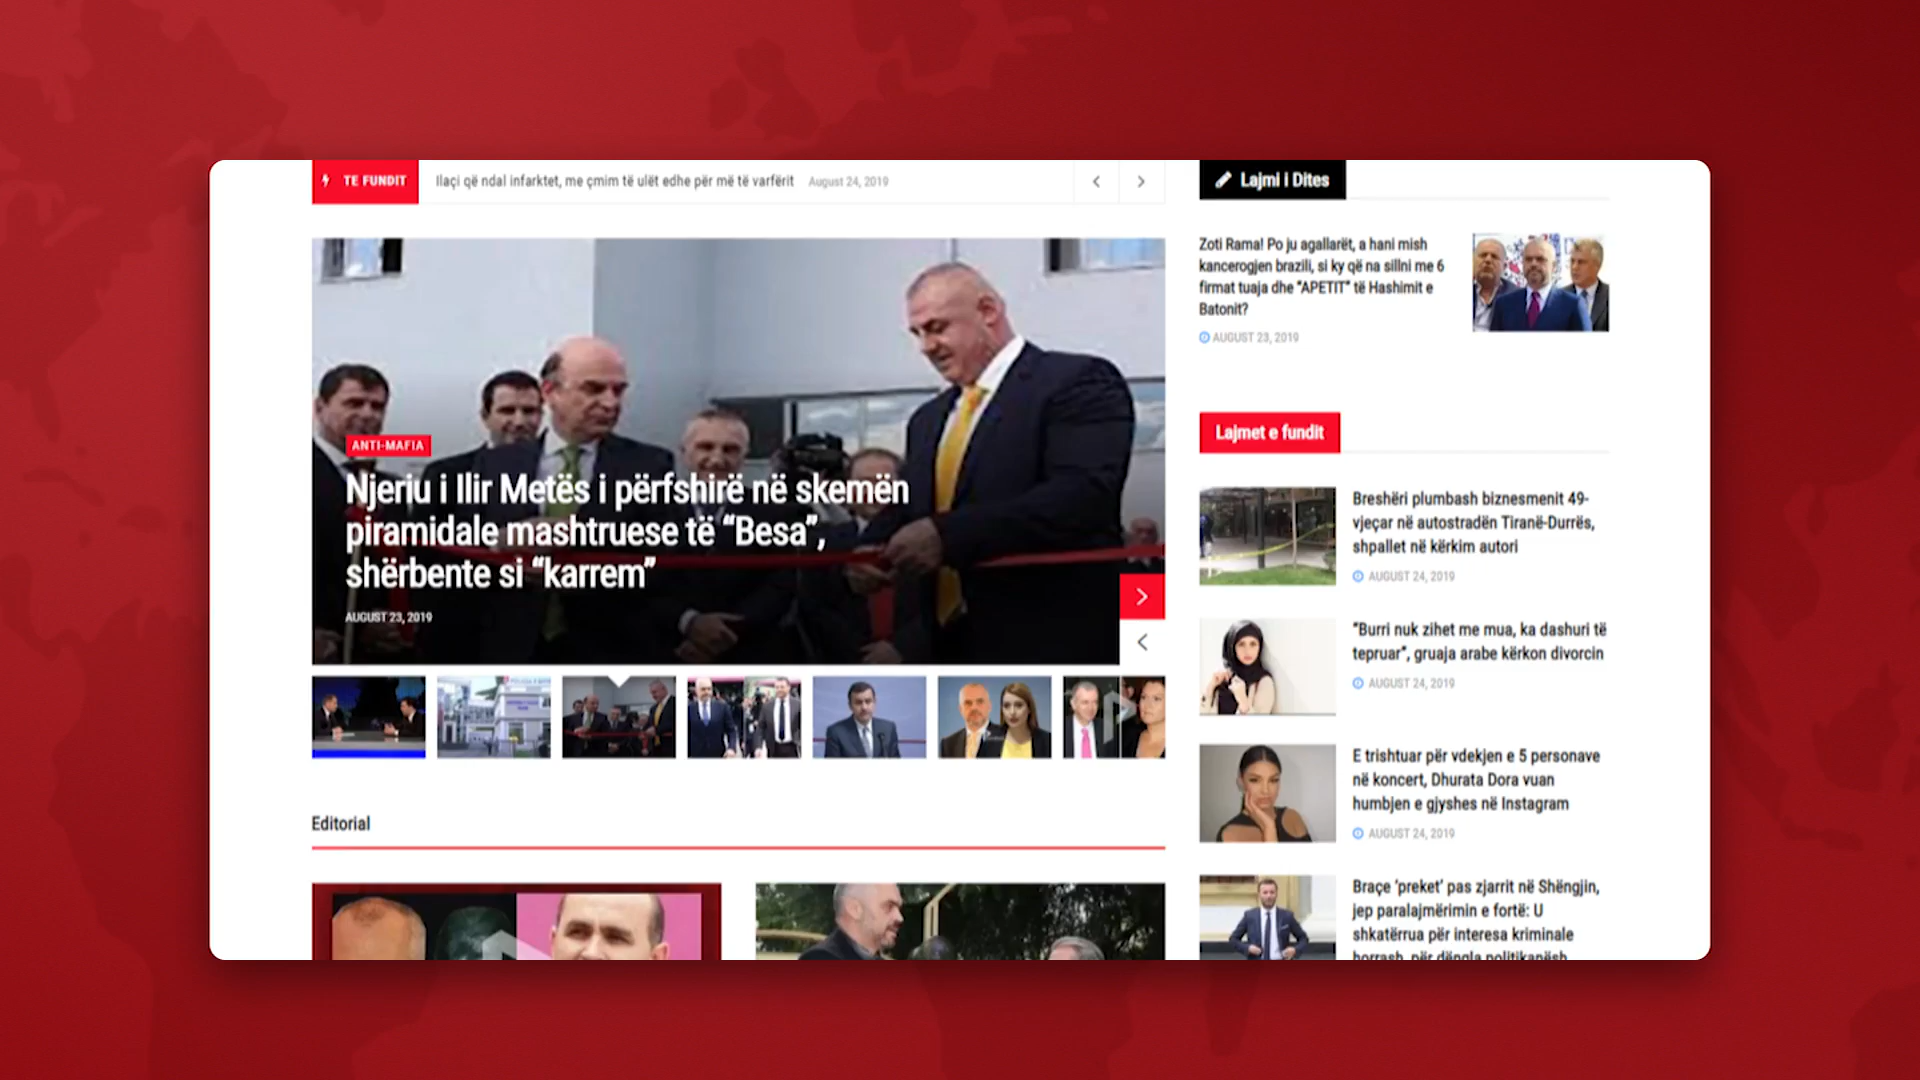 TE FUNDIT
Ilaçi që ndal infarktet, me çmim të ulët edhe për më të varfërit August 24, 2019
ANTI-MAFIA
Njeriu i Ilir Metës i përfshirë në skemën
piramidale mashtruese të “Besa”,
shërbente si “karrem”
AUGUST 23, 2019
Editorial
Lajmi i Dites
Zoti Rama! Po ju agallarët, a hani mish
kancerogjen brazili, si ky që na sillni me 6
firmat tuaja dhe “APETIT” të Hashimit e
Batonit?
AUGUST 23, 2019
Lajmet e fundit
Breshëri plumbash biznesmenit 49-
vjeçar në autostradën Tiranë-Durrës,
shpallet në kërkim autori
AUGUST 24, 2019
“Burri nuk zihet me mua, ka dashuri të
tepruar”, gruaja arabe kërkon divorcin
AUGUST 24, 2019
E trishtuar për vdekjen e 5 personave
në koncert, Dhurata Dora vuan
humbjen e gjyshes në Instagram
AUGUST 24, 2019
Braçe ‘preket’ pas zjarrit në Shëngjin,
jep paralajmërimin e fortë: U
shkatërrua për interesa kriminale
horrash, për dëngla politikanësh